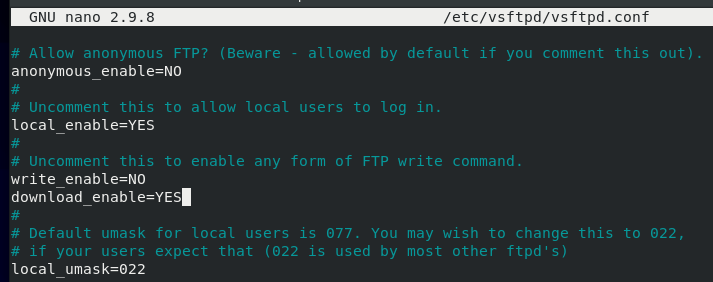 GNU nano 2.9.8 /etc/vsftpd/vsftpd.conf
# Allow anonymous FTP? (Beware - allowed by default if you comment this out).
anonymous_enable=NO
#
# Uncomment this to allow local users to log in.
local_enable=YES
#
# Uncomment this to enable any form of FTP write command.
write_enable=NO
download_enable=YES
#
# Default umask for local users is 077. You may wish to change this to 022,
# if your users expect that (022 is used by most other ftpd's)
local_umask=022